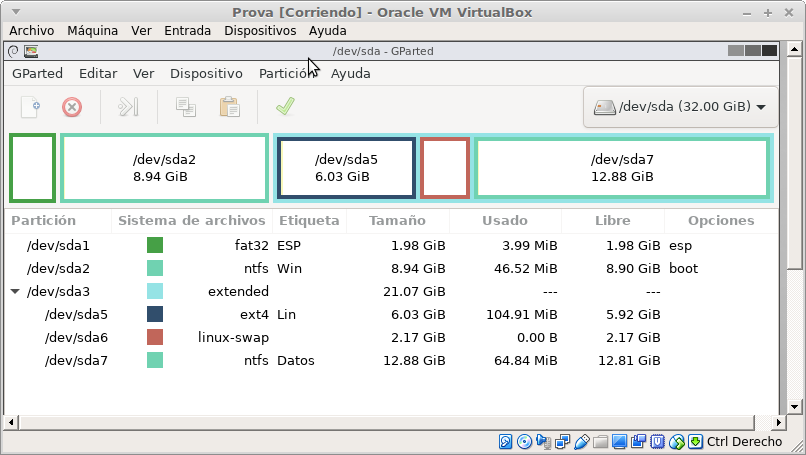 Prova [Corriendo] - Oracle VM VirtualBox
Archivo Máquina Ver Entrada Dispositivos Ayuda
/dev/sda - GParted
GParted Editar Ver Dispositivo Partición Ayuda
/dev/sda (32.00 GiB)
/dev/sda2
8.94 GiB
/dev/sda5
6.03 GiB
/dev/sda7
12.88 GiB
Partición Sistema de archivos Etiqueta Tamaño Usado Libre Opciones
/dev/sda1 fat32 ESP 1.98 GiB 3.99 MiB 1.98 GiB esp
/dev/sda2 ntfs Win 8.94 GiB 46.52 MiB 8.90 GiB boot
/dev/sda3 extended 21.07 GiB --- ---
/dev/sda5 ext4 Lin 6.03 GiB 104.91 MiB 5.92 GiB
/dev/sda6 linux-swap 2.17 GiB 0.00 B 2.17 GiB
/dev/sda7 ntfs Datos 12.88 GiB 64.84 MiB 12.81 GiB
Ctrl Derecho